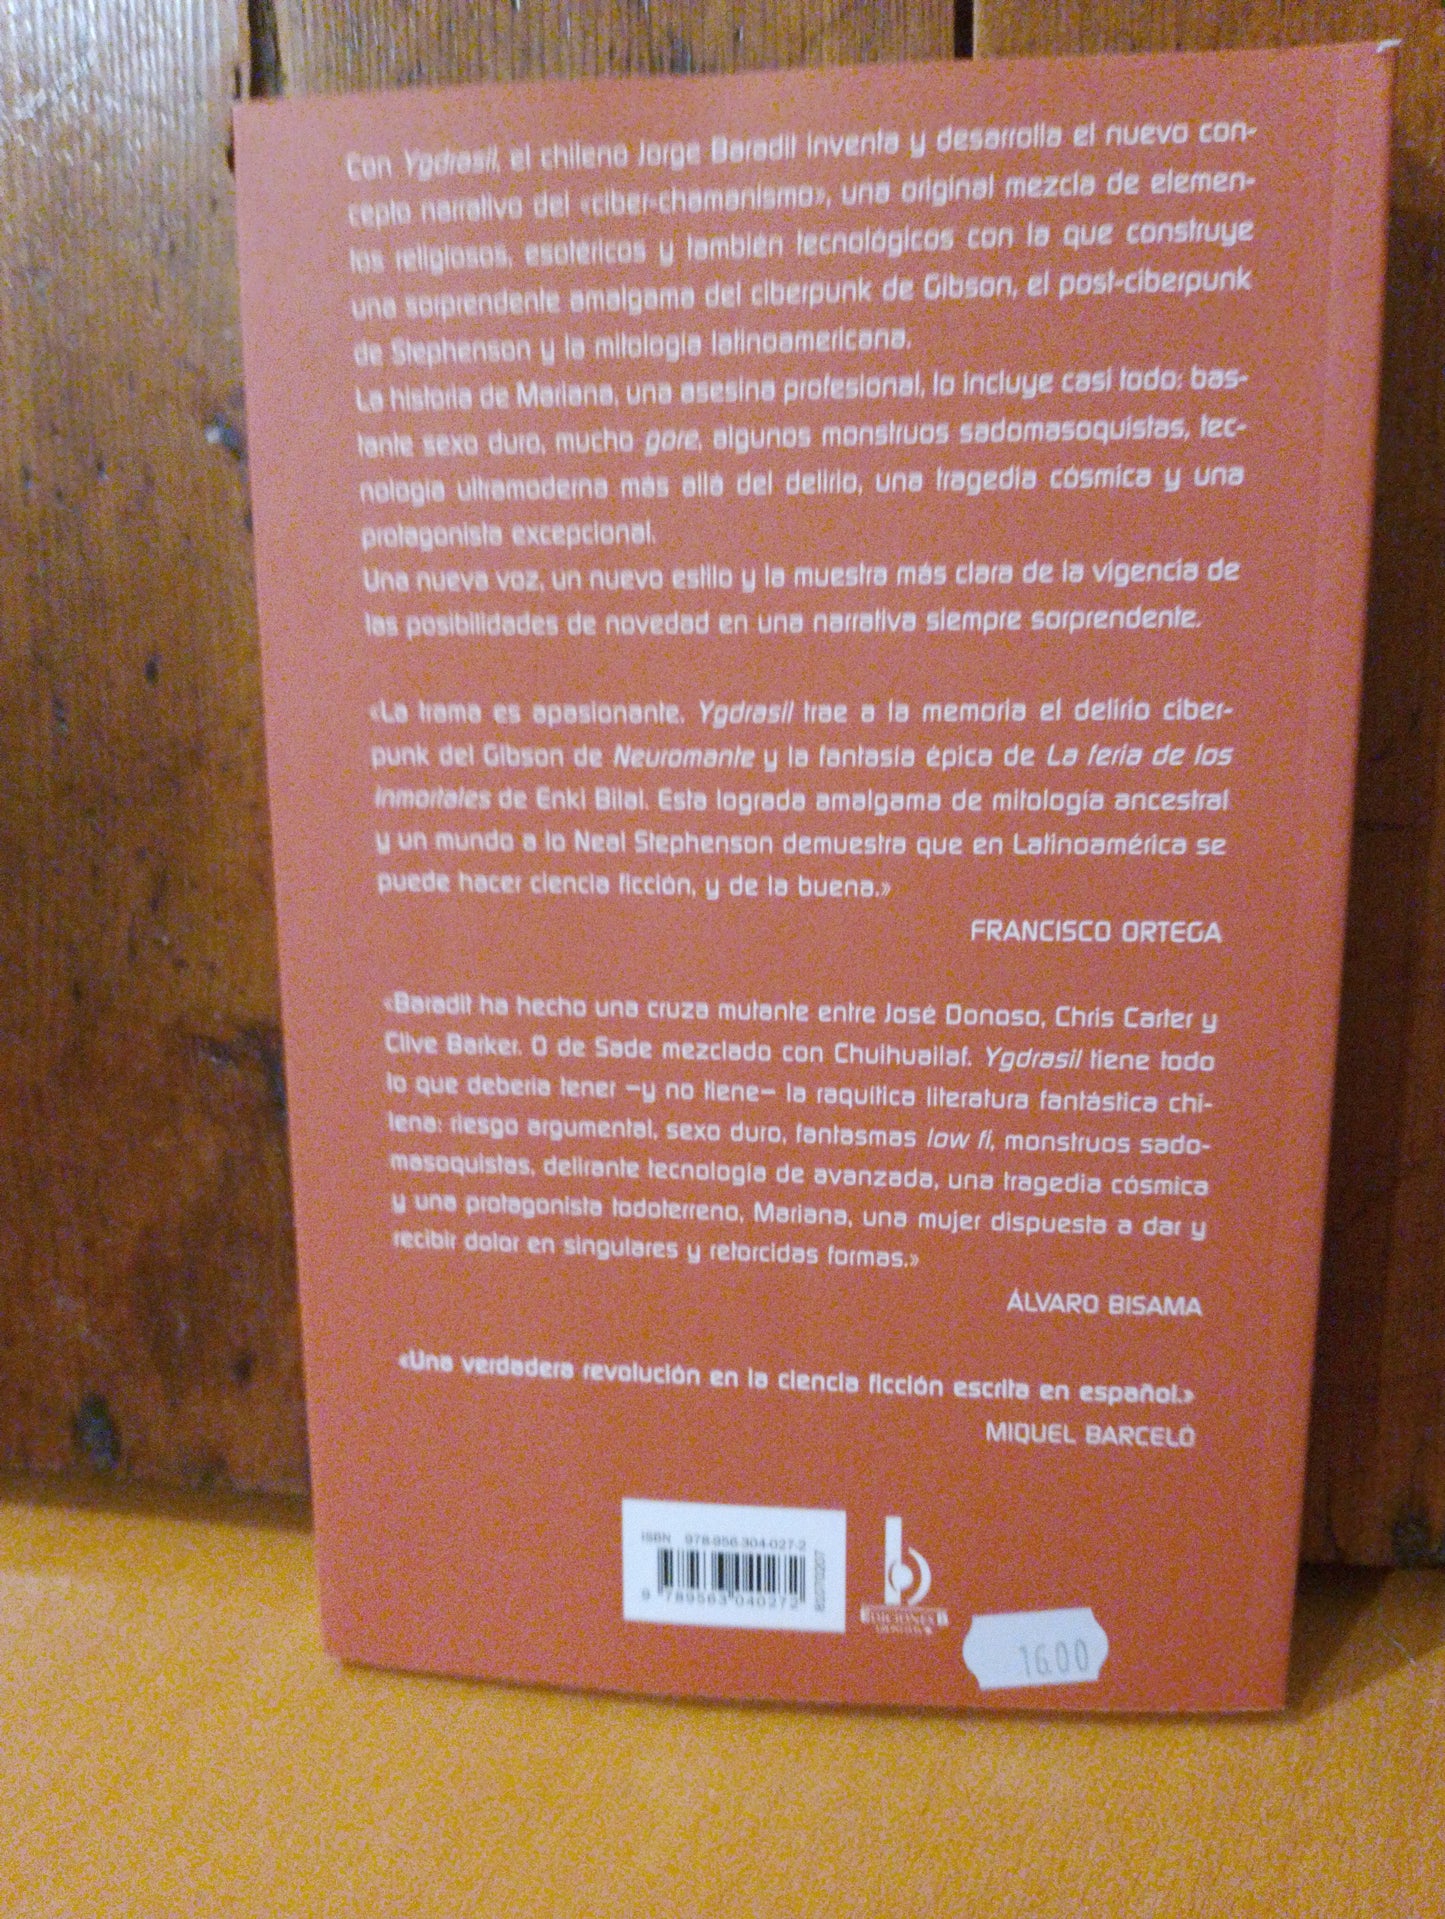 Con Ygdrasil, el chileno Jorge Baradit inventa y desarrolla el nuevo con-
cepto narrativo del «ciber-chamanismo», una original mezcla de elemen-
tos religiosos, esotéricos y también tecnológicos con la que construye
una sorprendente amalgama del ciberpunk de Gibson, el post-ciberpunk
de Stephenson y la mitología latinoamericana.
La historia de Mariana, una asesina profesional, lo incluye casi todo: bas-
tante sexo duro, mucho gore, algunos monstruos sadomasoquistas, tec-
nología ultramoderna más allá del delirio, una tragedia cósmica y una
protagonista excepcional.
Una nueva voz, un nuevo estilo y la muestra más clara de la vigencia de
las posibilidades de novedad en una narrativa siempre sorprendente.
«La trama es apasionante. Ygdrasil trae a la memoria el delirio ciber-
punk del Gibson de Neuromante y la fantasía épica de La feria de los
Inmortales de Enki Bilal. Esta lograda amalgama de mitología ancestral
y un mundo a lo Neal Stephenson demuestra que en Latinoamérica se
puede hacer ciencia ficción, y de la buena.»
FRANCISCO ORTEGA
«Baradit ha hecho una cruza mutante entre José Donoso, Chris Carter y
Clive Barker. O de Sade mezclado con Chuihuailaf. Ygdrasil tiene todo
lo que debería tener —y no tiene— la raquítica literatura fantástica chi-
lena: riesgo argumental, sexo duro, fantasmas low fi, monstruos sado-
masoquistas, delirante tecnología de avanzada, una tragedia cósmica
y una protagonista todoterreno, Mariana, una mujer dispuesta a dar y
recibir dolor en singulares y retorcidas formas.»
ÁLVARO BISAMA
«Una verdadera revolución en la ciencia ficción escrita en español.»
MIQUEL BARCELÓ
ISBN 978-956-304-027-2
9 789563 040272
b
EDICIONES B
16.00